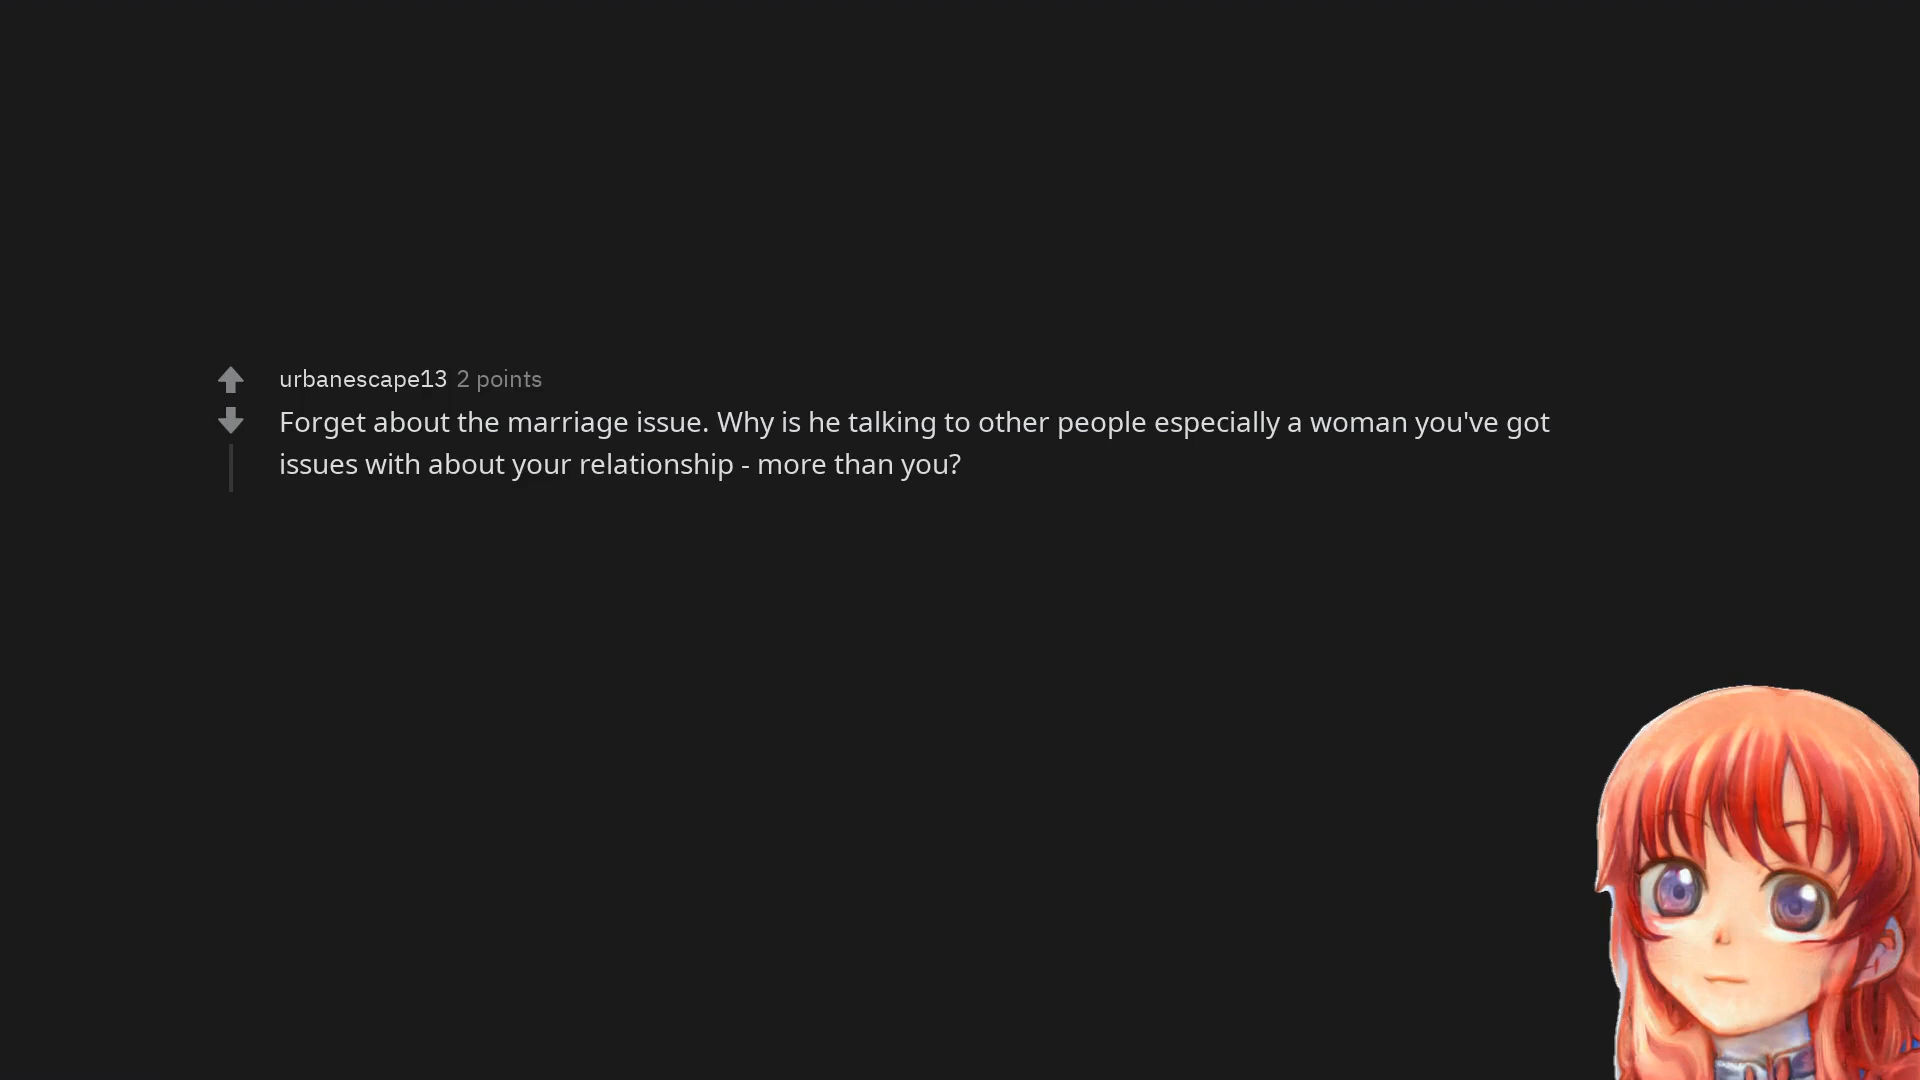 urbanescape13 2 points
Forget about the marriage issue. Why is he talking to other people especially a woman you've got
issues with about your relationship - more than you?